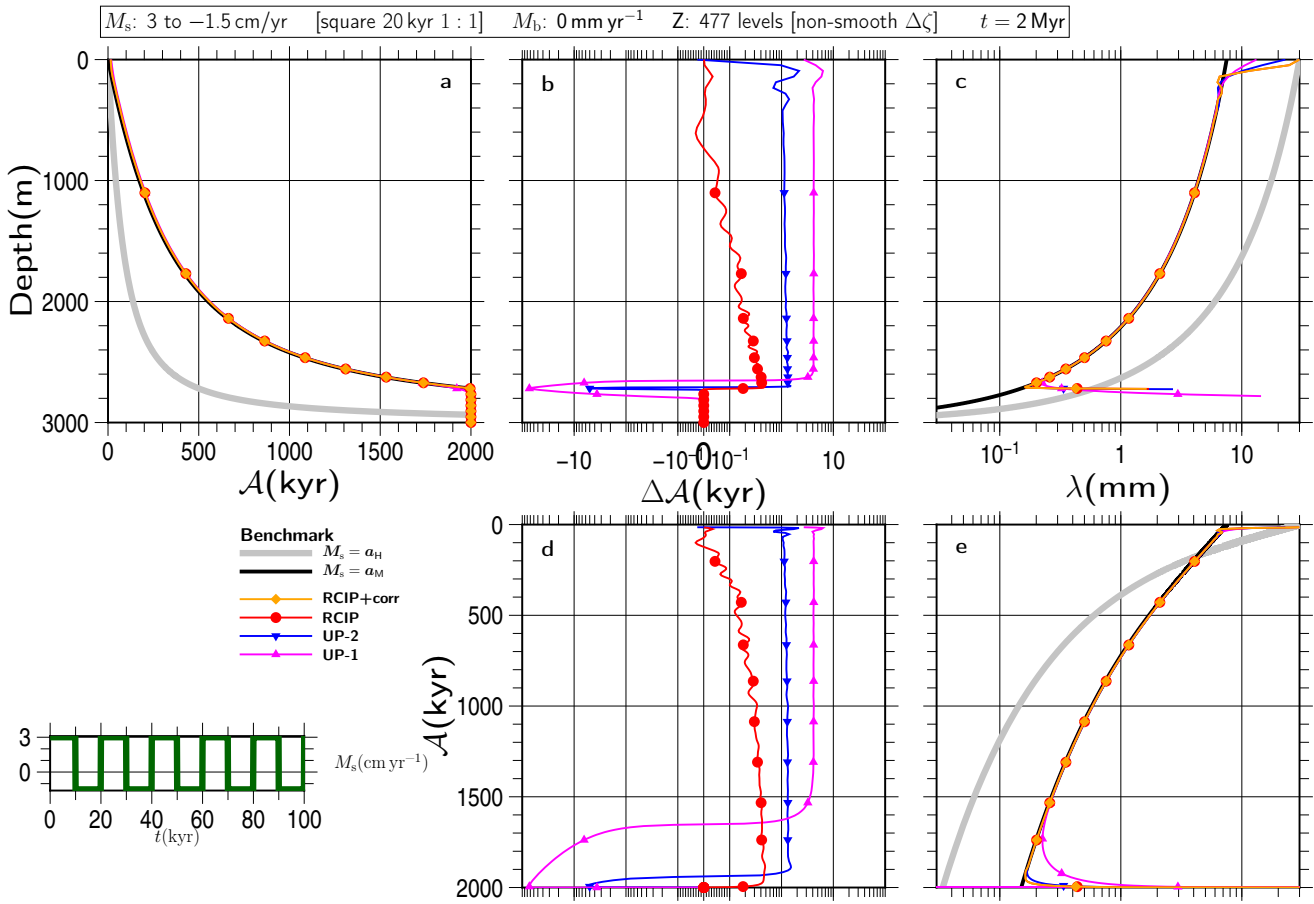 Mₛ: 3 to −1.5 cm/yr [square 20 kyr 1 : 1] M_b: 0 mm yr⁻¹ Z: 477 levels [non-smooth Δζ] t = 2 Myr
a
b
c
0
1000
2000
3000
Depth(m)
0 500 1000 1500 2000
𝒜(kyr)
−10 −10⁻¹ 0 10⁻¹ 10
Δ𝒜(kyr)
10⁻¹ 1 10
λ(mm)
Benchmark
Mₛ = a_H
Mₛ = a_M
RCIP+corr
RCIP
UP-2
UP-1
d
e
0
500
1000
1500
2000
𝒜(kyr)
3
0
Mₛ(cm yr⁻¹)
0 20 40 60 80 100
t(kyr)